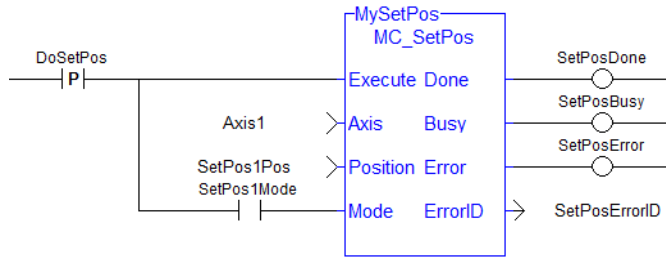 MySetPos
MC_SetPos
DoSetPos
SetPosDone
P
Execute Done
SetPosBusy
Axis1
Axis Busy
SetPosError
SetPos1Pos
Position Error
SetPos1Mode
Mode ErrorID
SetPosErrorID